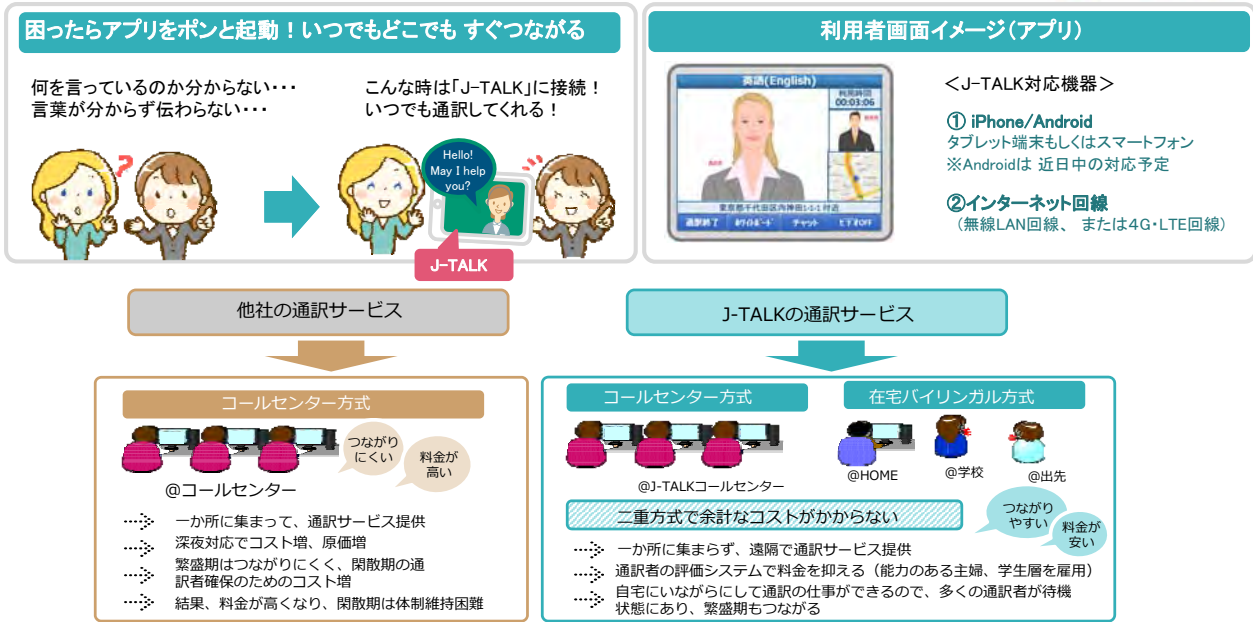 困ったらアプリをポンと起動！いつでもどこでも すぐつながる
何を言っているのか分からない･･･
言葉が分からず伝わらない･･･
こんな時は「J-TALK」に接続！
いつでも通訳してくれる！
Hello!
May I help
you?
J-TALK
利用者画面イメージ（アプリ）
英語(English)
利用時間
00:03:06
東京都千代田区内神田1-1-1 付近
通訳終了
ホワイトボード
チャット
ビデオOFF
＜J-TALK対応機器＞
① iPhone/Android
タブレット端末もしくはスマートフォン
※Androidは 近日中の対応予定
②インターネット回線
（無線LAN回線、 または4G・LTE回線）
他社の通訳サービス
コールセンター方式
つながり
にくい
料金が
高い
@コールセンター
一か所に集まって、通訳サービス提供
深夜対応でコスト増、原価増
繁盛期はつながりにくく、閑散期の通
訳者確保のためのコスト増
結果、料金が高くなり、閑散期は体制維持困難
J-TALKの通訳サービス
コールセンター方式
在宅バイリンガル方式
@J-TALKコールセンター
@HOME
@学校
@出先
二重方式で余計なコストがかからない
つながり
やすい
料金が
安い
一か所に集まらず、遠隔で通訳サービス提供
通訳者の評価システムで料金を抑える（能力のある主婦、学生層を雇用）
自宅にいながらにして通訳の仕事ができるので、多くの通訳者が待機
状態にあり、繁盛期もつながる